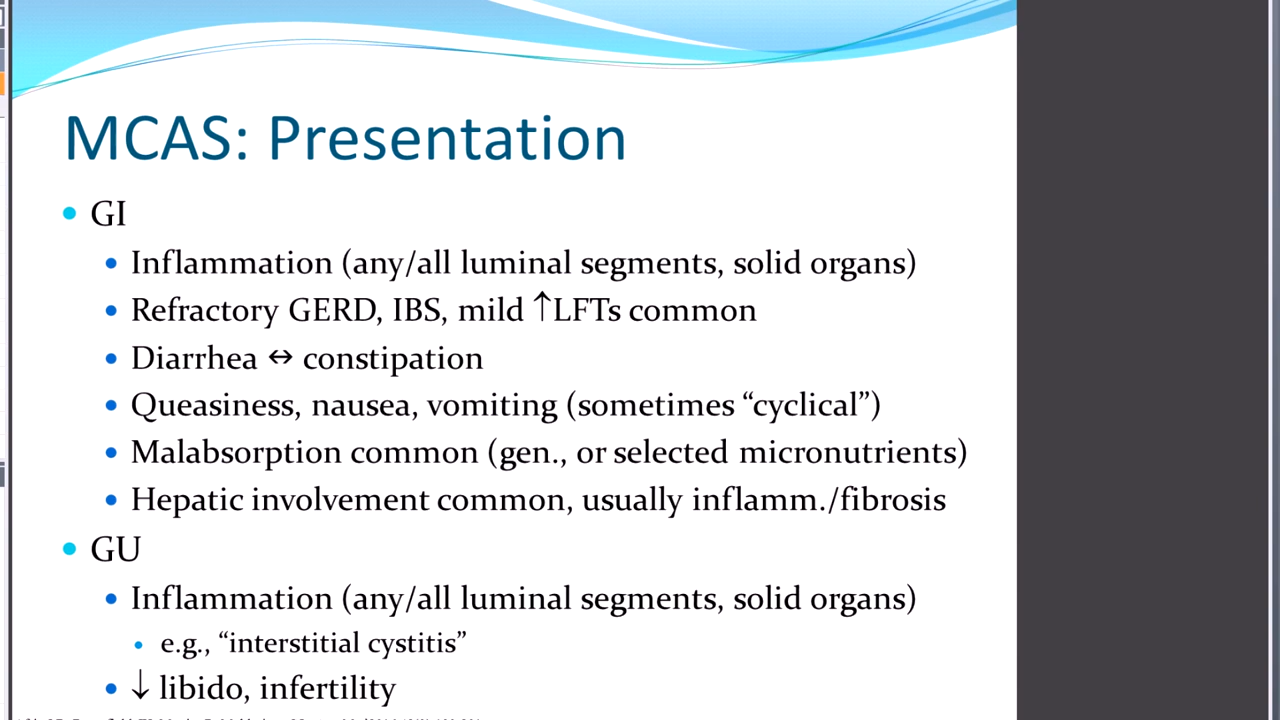 MCAS: Presentation
• GI
• Inflammation (any/all luminal segments, solid organs)
• Refractory GERD, IBS, mild ↑LFTs common
• Diarrhea ↔ constipation
• Queasiness, nausea, vomiting (sometimes “cyclical”)
• Malabsorption common (gen., or selected micronutrients)
• Hepatic involvement common, usually inflamm./fibrosis
• GU
• Inflammation (any/all luminal segments, solid organs)
• e.g., “interstitial cystitis”
• ↓ libido, infertility